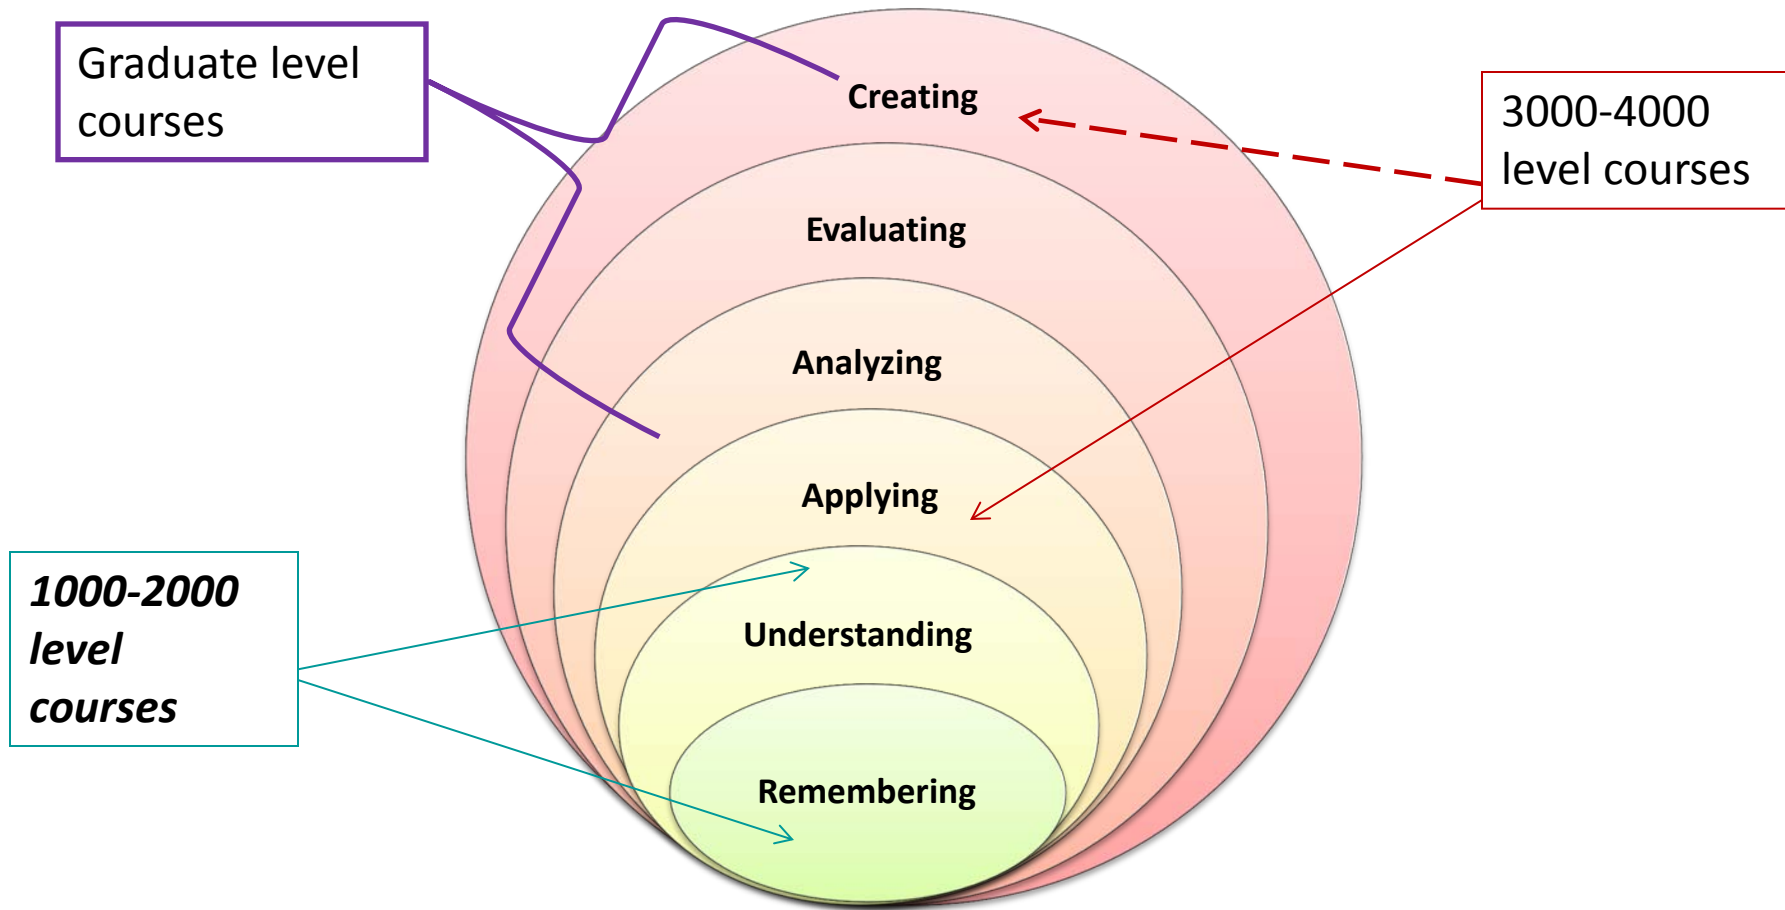 Graduate level
courses
Creating
3000-4000
level courses
Evaluating
Analyzing
Applying
1000-2000
level
courses
Understanding
Remembering